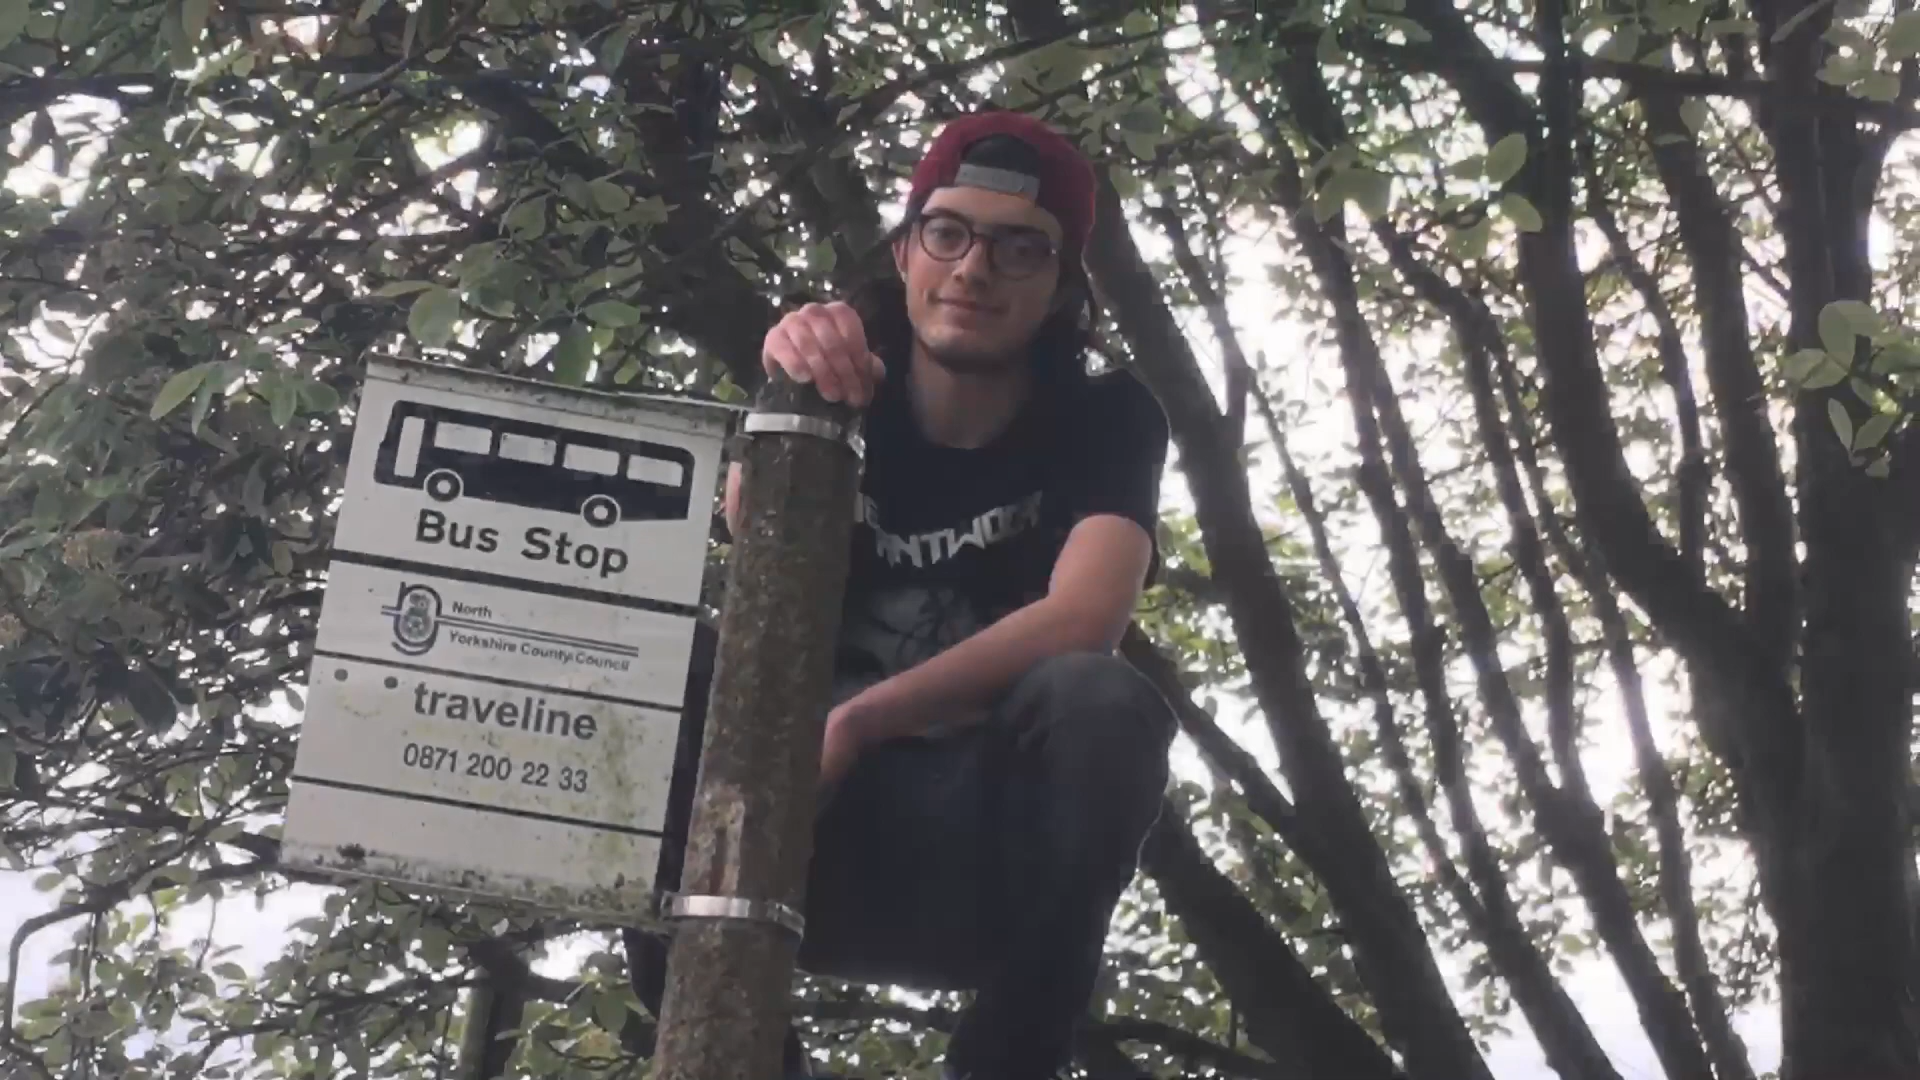 Bus Stop
North
Yorkshire County Council
traveline
0871 200 22 33